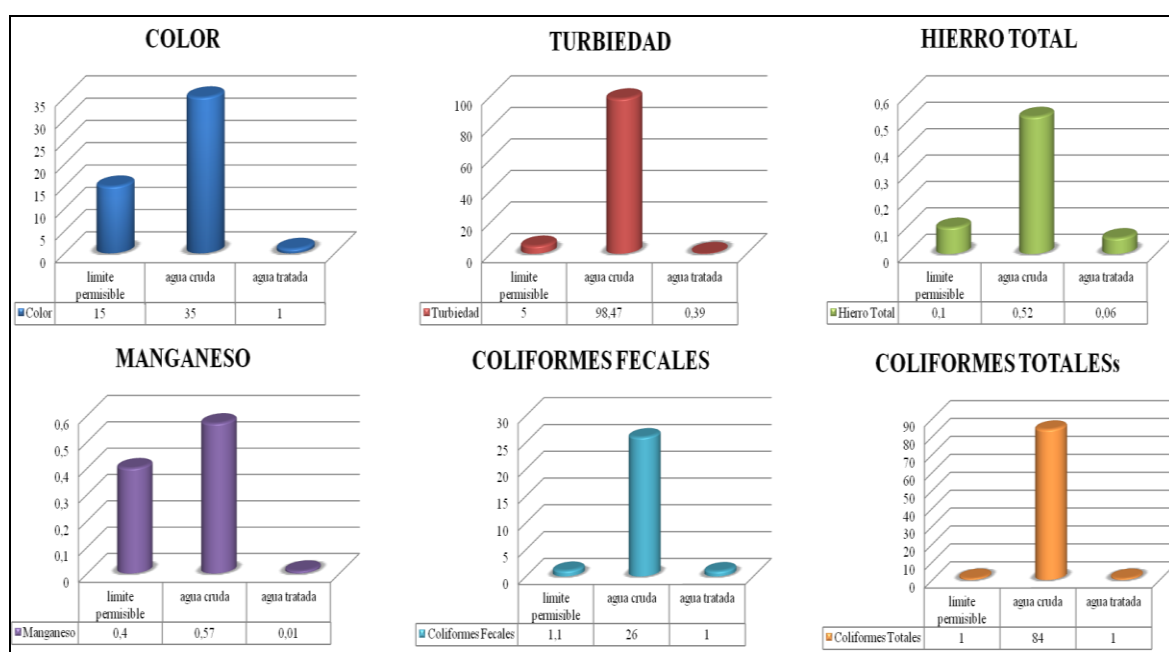 COLOR
35
30
25
20
15
10
5
0
limite permisible agua cruda agua tratada
Color 15 35 1
TURBIEDAD
100
80
60
40
20
0
limite permisible agua cruda agua tratada
Turbiedad 5 98,47 0,39
HIERRO TOTAL
0,6
0,5
0,4
0,3
0,2
0,1
0
limite permisible agua cruda agua tratada
Hierro Total 0,1 0,52 0,06
MANGANESO
0,6
0,5
0,4
0,3
0,2
0,1
0
limite permisible agua cruda agua tratada
Manganeso 0,4 0,57 0,01
COLIFORMES FECALES
30
25
20
15
10
5
0
limite permisible agua cruda agua tratada
Coliformes Fecales 1,1 26 1
COLIFORMES TOTALESs
90
80
70
60
50
40
30
20
10
0
limite permisible agua cruda agua tratada
Coliformes Totales 1 84 1